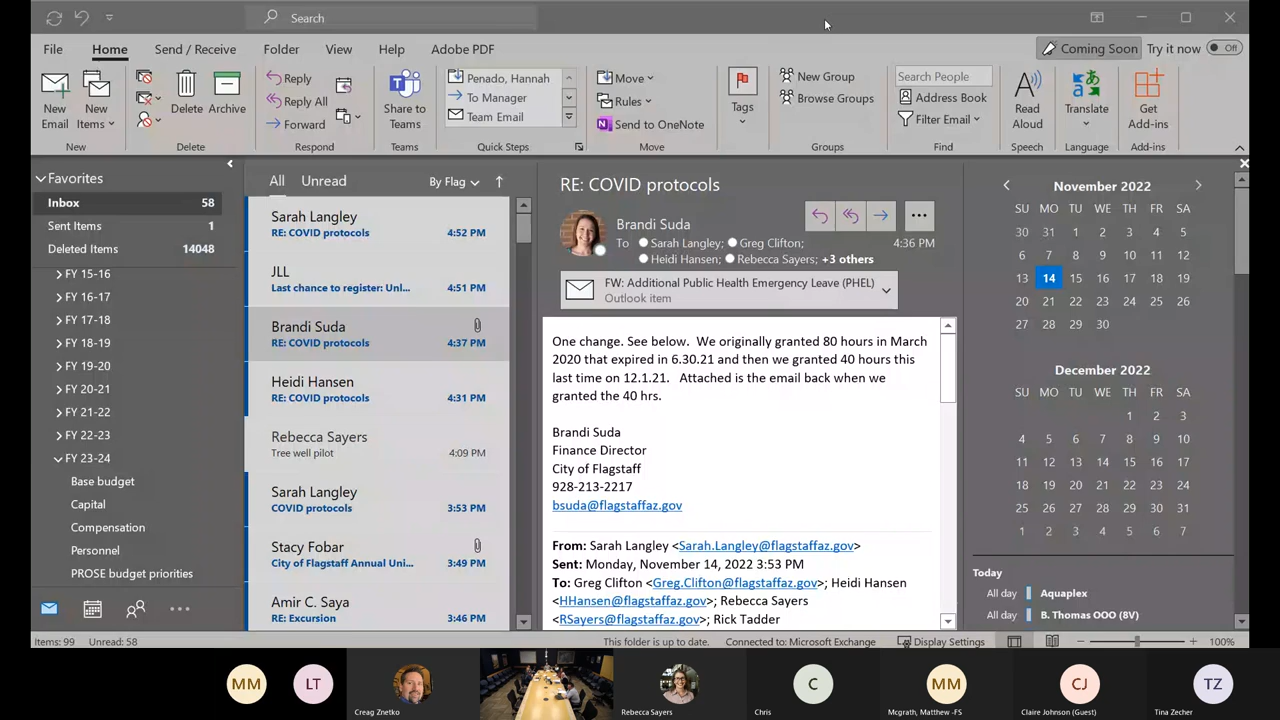 Search
File Home Send / Receive Folder View Help Adobe PDF
Coming Soon Try it now Off
New Email
New Items
New
Delete
Archive
Delete
Reply
Reply All
Forward
Respond
Share to Teams
Teams
Penado, Hannah
To Manager
Team Email
Quick Steps
Move
Rules
Send to OneNote
Move
Tags
New Group
Browse Groups
Groups
Search People
Address Book
Filter Email
Find
Read Aloud
Speech
Translate
Language
Get Add-ins
Add-ins
Favorites
Inbox 58
Sent Items 1
Deleted Items 14048
FY 15-16
FY 16-17
FY 17-18
FY 18-19
FY 19-20
FY 20-21
FY 21-22
FY 22-23
FY 23-24
Base budget
Capital
Compensation
Personnel
PROSE budget priorities
All Unread By Flag
Sarah Langley
RE: COVID protocols 4:52 PM
JLL
Last chance to register: Unl... 4:51 PM
Brandi Suda
RE: COVID protocols 4:37 PM
Heidi Hansen
RE: COVID protocols 4:31 PM
Rebecca Sayers
Tree well pilot 4:09 PM
Sarah Langley
COVID protocols 3:53 PM
Stacy Fobar
City of Flagstaff Annual Uni... 3:49 PM
Amir C. Saya
RE: Excursion 3:46 PM
RE: COVID protocols
Brandi Suda
To Sarah Langley; Greg Clifton; 4:36 PM
Heidi Hansen; Rebecca Sayers; +3 others
FW: Additional Public Health Emergency Leave (PHEL)
Outlook item
One change. See below. We originally granted 80 hours in March
2020 that expired in 6.30.21 and then we granted 40 hours this
last time on 12.1.21. Attached is the email back when we
granted the 40 hrs.
Brandi Suda
Finance Director
City of Flagstaff
928-213-2217
bsuda@flagstaffaz.gov
From: Sarah Langley <Sarah.Langley@flagstaffaz.gov>
Sent: Monday, November 14, 2022 3:53 PM
To: Greg Clifton <Greg.Clifton@flagstaffaz.gov>; Heidi Hansen
<HHansen@flagstaffaz.gov>; Rebecca Sayers
<RSayers@flagstaffaz.gov>; Rick Tadder
November 2022
SU MO TU WE TH FR SA
30 31 1 2 3 4 5
6 7 8 9 10 11 12
13 14 15 16 17 18 19
20 21 22 23 24 25 26
27 28 29 30
December 2022
SU MO TU WE TH FR SA
1 2 3
4 5 6 7 8 9 10
11 12 13 14 15 16 17
18 19 20 21 22 23 24
25 26 27 28 29 30 31
1 2 3 4 5 6 7
Today
All day Aquaplex
All day B. Thomas OOO (8V)
Items: 99 Unread: 58 This folder is up to date. Connected to: Microsoft Exchange Display Settings 100%
MM LT C MM CJ TZ
Creag Znetko Rebecca Sayers Chris Mcgrath, Matthew -FS Claire Johnson (Guest) Tina Zecher